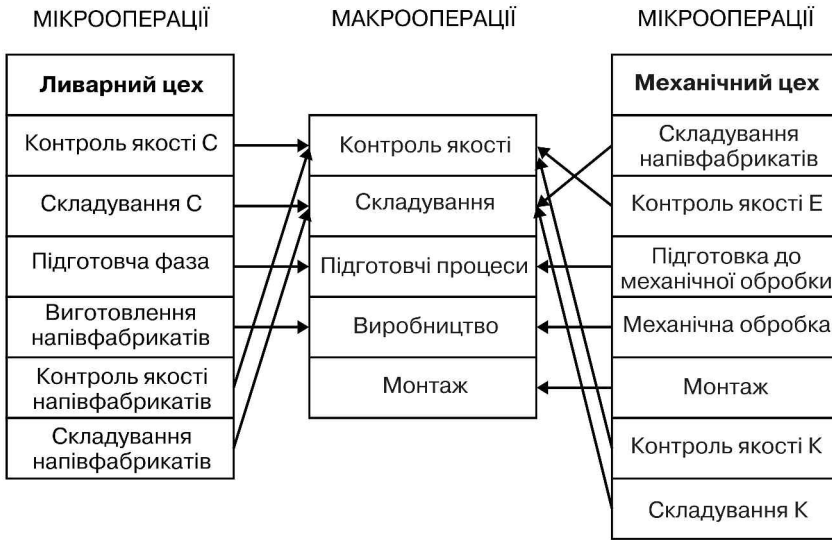 МІКРООПЕРАЦІЇ
МАКРООПЕРАЦІЇ
МІКРООПЕРАЦІЇ
Ливарний цех
Контроль якості С
Складування С
Підготовча фаза
Виготовлення
напівфабрикатів
Контроль якості
напівфабрикатів
Складування
напівфабрикатів
Контроль якості
Складування
Підготовчі процеси
Виробництво
Монтаж
Механічний цех
Складування
напівфабрикатів
Контроль якості Е
Підготовка до
механічної обробки
Механічна обробка
Монтаж
Контроль якості К
Складування К